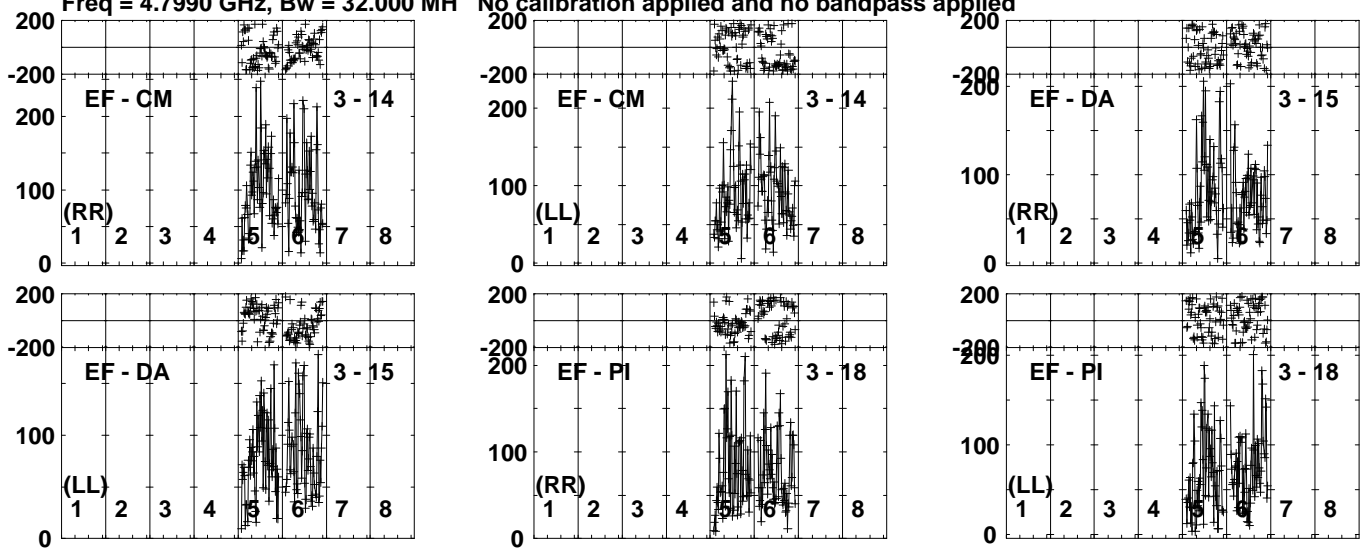 Freq = 4.7990 GHz, Bw = 32.000 MH No calibration applied and no bandpass applied
200 200 200
-200 -200 -200
EF - CM 3 - 14 EF - CM 3 - 14 EF - DA 3 - 15
200 200 200
100 100 100
(RR) (LL) (RR)
1 2 3 4 5 6 7 8 1 2 3 4 5 6 7 8 1 2 3 4 5 6 7 8
0 0 0
200 200 200
-200 -200 -200
EF - DA 3 - 15 EF - PI 3 - 18 EF - PI 3 - 18
200 200
100 100 100
(LL) (RR) (LL)
1 2 3 4 5 6 7 8 1 2 3 4 5 6 7 8 1 2 3 4 5 6 7 8
0 0 0